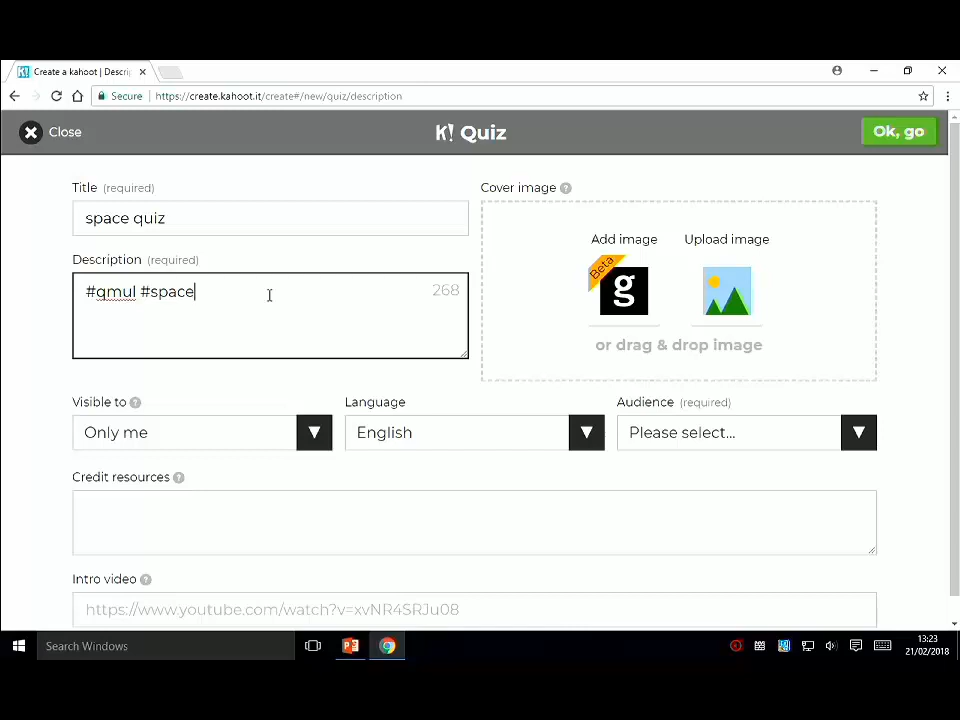 Create a kahoot | Descri
Secure | https://create.kahoot.it/create#/new/quiz/description
Close
K! Quiz
Ok, go
Title (required)
Cover image ?
space quiz
Add image
Upload image
Description (required)
Beta
g
#qmul #space
268
or drag & drop image
Visible to ?
Language
Audience (required)
Only me
English
Please select...
Credit resources ?
Intro video ?
https://www.youtube.com/watch?v=xvNR4SRJu08
Search Windows
13:23
21/02/2018